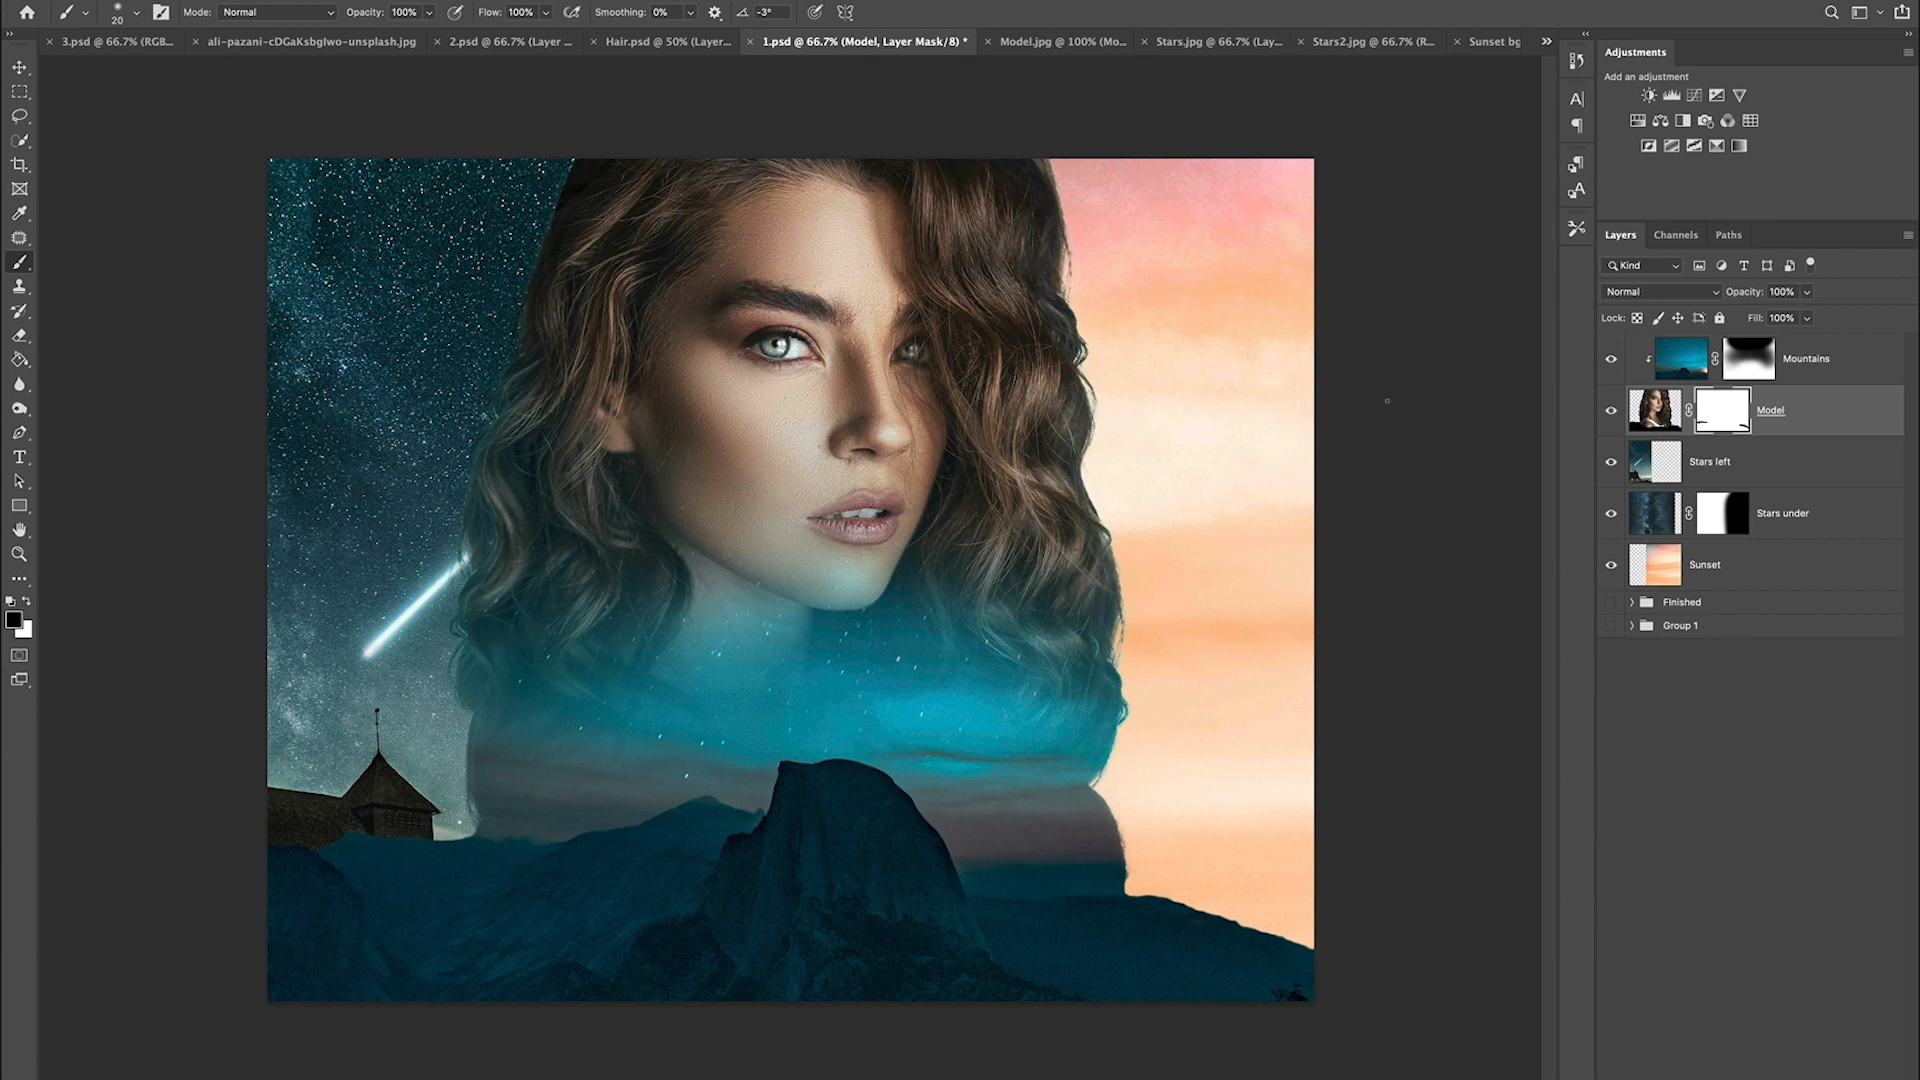 Mode: Normal Opacity: 100% Flow: 100% Smoothing: 0% -3°
20
3.psd @ 66.7% (RGB... ali-pazani-cDGaKsbgIwo-unsplash.jpg 2.psd @ 66.7% (Layer ... Hair.psd @ 50% (Layer... 1.psd @ 66.7% (Model, Layer Mask/8) * Model.jpg @ 100% (Mo... Stars.jpg @ 66.7% (Lay... Stars2.jpg @ 66.7% (R... Sunset bg
Adjustments
Add an adjustment
Layers Channels Paths
Kind
Normal Opacity: 100%
Lock: Fill: 100%
Mountains
Model
Stars left
Stars under
Sunset
FInished
Group 1